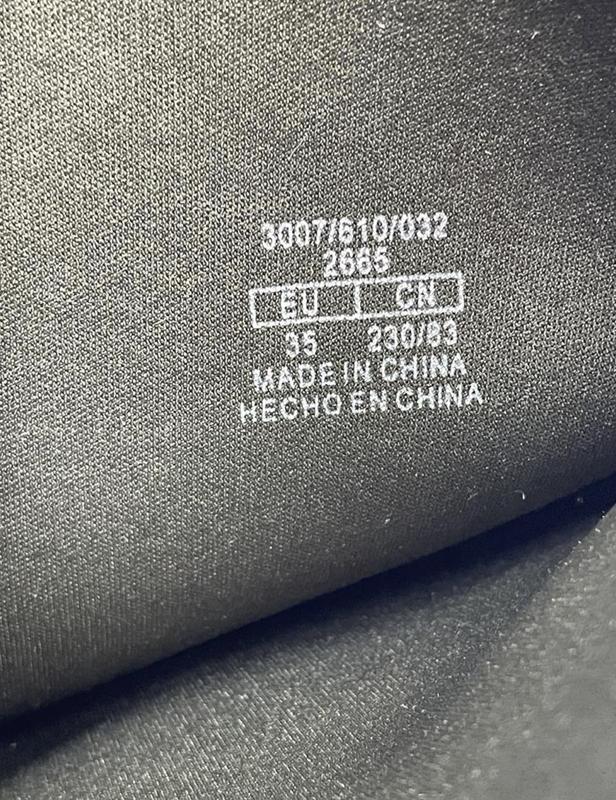 3007/610/032
2665
EU CN
35 230/83
MADE IN CHINA
HECHO EN CHINA